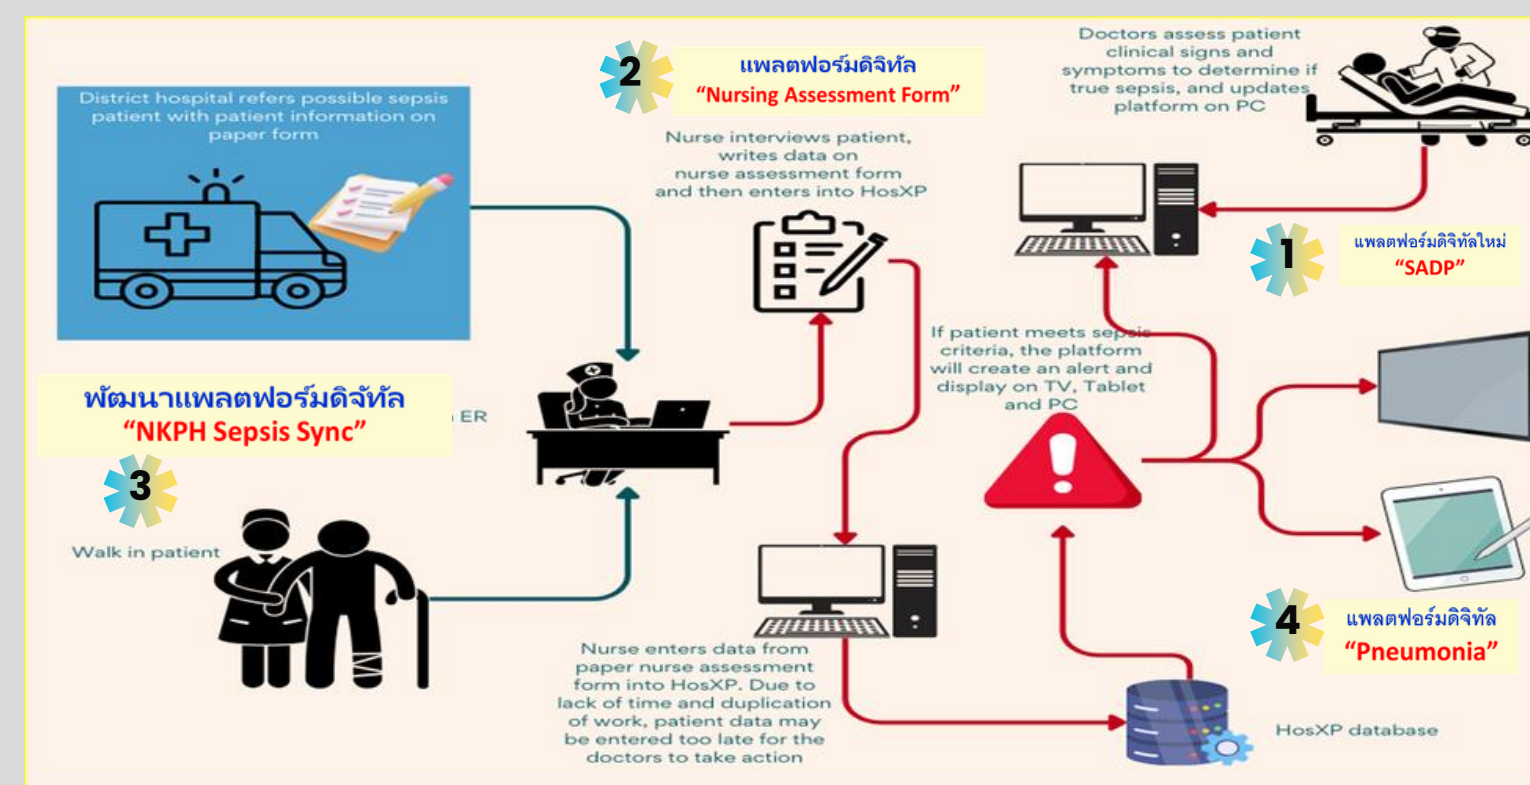 District hospital refers possible sepsis
patient with patient information on
paper form
2
แพลตฟอร์มดิจิทัล
“Nursing Assessment Form”
Nurse interviews patient,
writes data on
nurse assessment form
and then enters into HosXP
Doctors assess patient
clinical signs and
symptoms to determine if
true sepsis, and updates
platform on PC
1
แพลตฟอร์มดิจิทัลใหม่
“SADP”
If patient meets sepsis
criteria, the platform
will create an alert and
display on TV, Tablet
and PC
พัฒนาแพลตฟอร์มดิจัทัล
“NKPH Sepsis Sync”
ER
3
Walk in patient
Nurse enters data from
paper nurse assessment
form into HosXP. Due to
lack of time and duplication
of work, patient data may
be entered too late for the
doctors to take action
4
แพลตฟอร์มดิจิทัล
“Pneumonia”
HosXP database